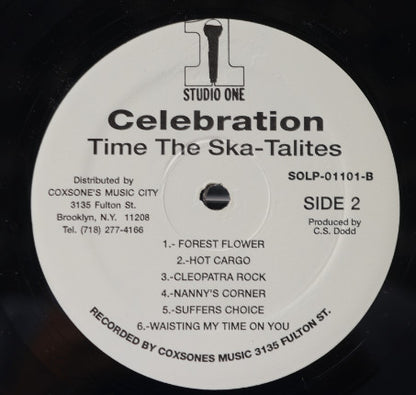 1
STUDIO ONE
Celebration
Time The Ska-Talites
Distributed by
COXSONE'S MUSIC CITY
3135 Fulton St.
Brooklyn, N.Y. 11208
Tel. (718) 277-4166
SOLP-01101-B
SIDE 2
Produced by
C.S. Dodd
1.- FOREST FLOWER
2.-HOT CARGO
3.-CLEOPATRA ROCK
4.-NANNY'S CORNER
5.-SUFFERS CHOICE
6.-WAISTING MY TIME ON YOU
RECORDED BY COXSONES MUSIC 3135 FULTON ST.